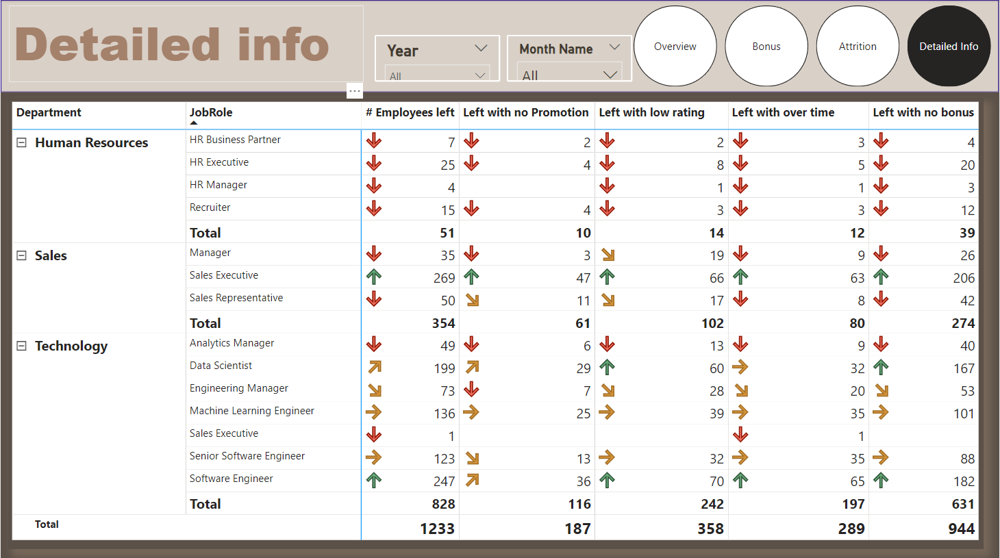 Detailed info
Year
All
Month Name
All
Overview
Bonus
Attrition
Detailed Info
Department JobRole # Employees left Left with no Promotion Left with low rating Left with over time Left with no bonus
Human Resources HR Business Partner 7 2 2 3 4
HR Executive 25 4 8 5 20
HR Manager 4 1 1 3
Recruiter 15 4 3 3 12
Total 51 10 14 12 39
Sales Manager 35 3 19 9 26
Sales Executive 269 47 66 63 206
Sales Representative 50 11 17 8 42
Total 354 61 102 80 274
Technology Analytics Manager 49 6 13 9 40
Data Scientist 199 29 60 32 167
Engineering Manager 73 7 28 20 53
Machine Learning Engineer 136 25 39 35 101
Sales Executive 1 1
Senior Software Engineer 123 13 32 35 88
Software Engineer 247 36 70 65 182
Total 828 116 242 197 631
Total 1233 187 358 289 944